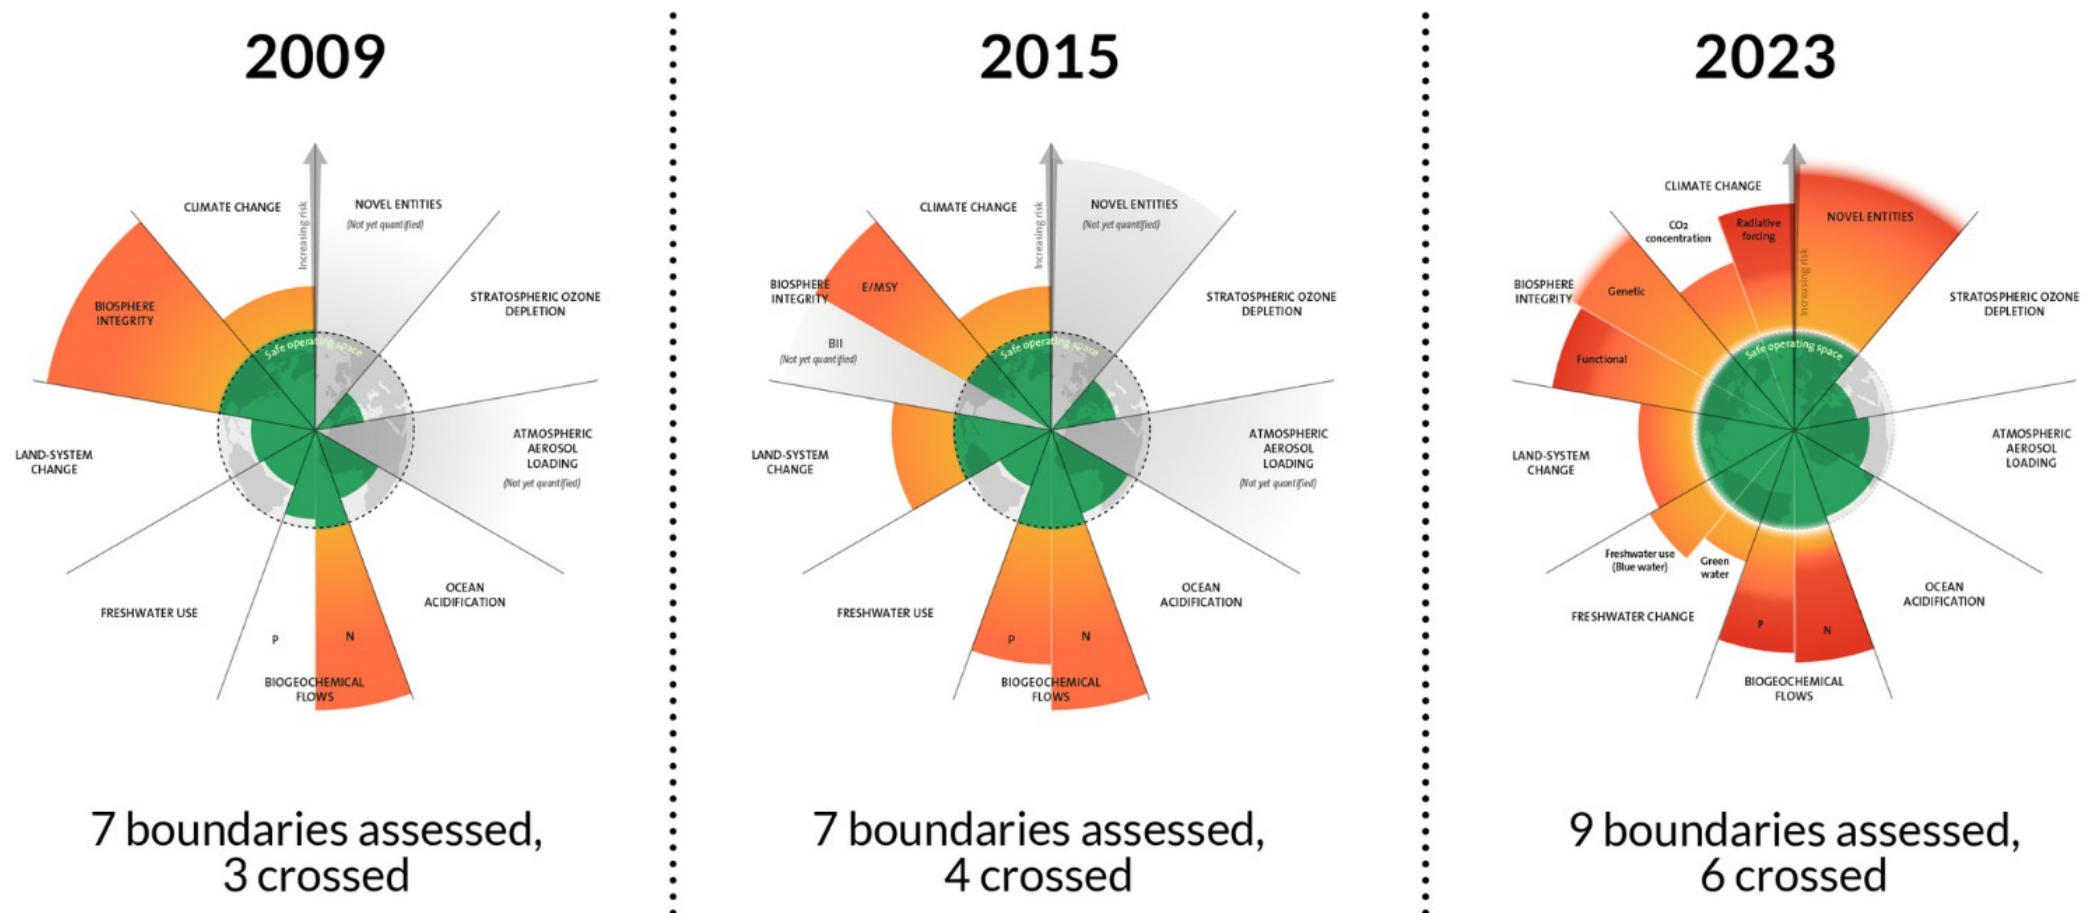 2009
CLIMATE CHANGE
Increasing risk
NOVEL ENTITIES
(Not yet quantified)
STRATOSPHERIC OZONE
DEPLETION
BIOSPHERE
INTEGRITY
Safe operating space
ATMOSPHERIC
AEROSOL
LOADING
(Not yet quantified)
LAND-SYSTEM
CHANGE
OCEAN
ACIDIFICATION
FRESHWATER USE
P
N
BIOGEOCHEMICAL
FLOWS
7 boundaries assessed,
3 crossed
2015
CLIMATE CHANGE
Increasing risk
NOVEL ENTITIES
(Not yet quantified)
STRATOSPHERIC OZONE
DEPLETION
BIOSPHERE
INTEGRITY
E/MSY
BII
(Not yet quantified)
Safe operating space
ATMOSPHERIC
AEROSOL
LOADING
(Not yet quantified)
LAND-SYSTEM
CHANGE
OCEAN
ACIDIFICATION
FRESHWATER USE
P
N
BIOGEOCHEMICAL
FLOWS
7 boundaries assessed,
4 crossed
2023
CLIMATE CHANGE
CO2
concentration
Radiative
forcing
Increasing risk
NOVEL ENTITIES
STRATOSPHERIC OZONE
DEPLETION
BIOSPHERE
INTEGRITY
Genetic
Functional
Safe operating space
ATMOSPHERIC
AEROSOL
LOADING
LAND-SYSTEM
CHANGE
Freshwater use
(Blue water)
Green
water
OCEAN
ACIDIFICATION
FRESHWATER CHANGE
P
N
BIOGEOCHEMICAL
FLOWS
9 boundaries assessed,
6 crossed